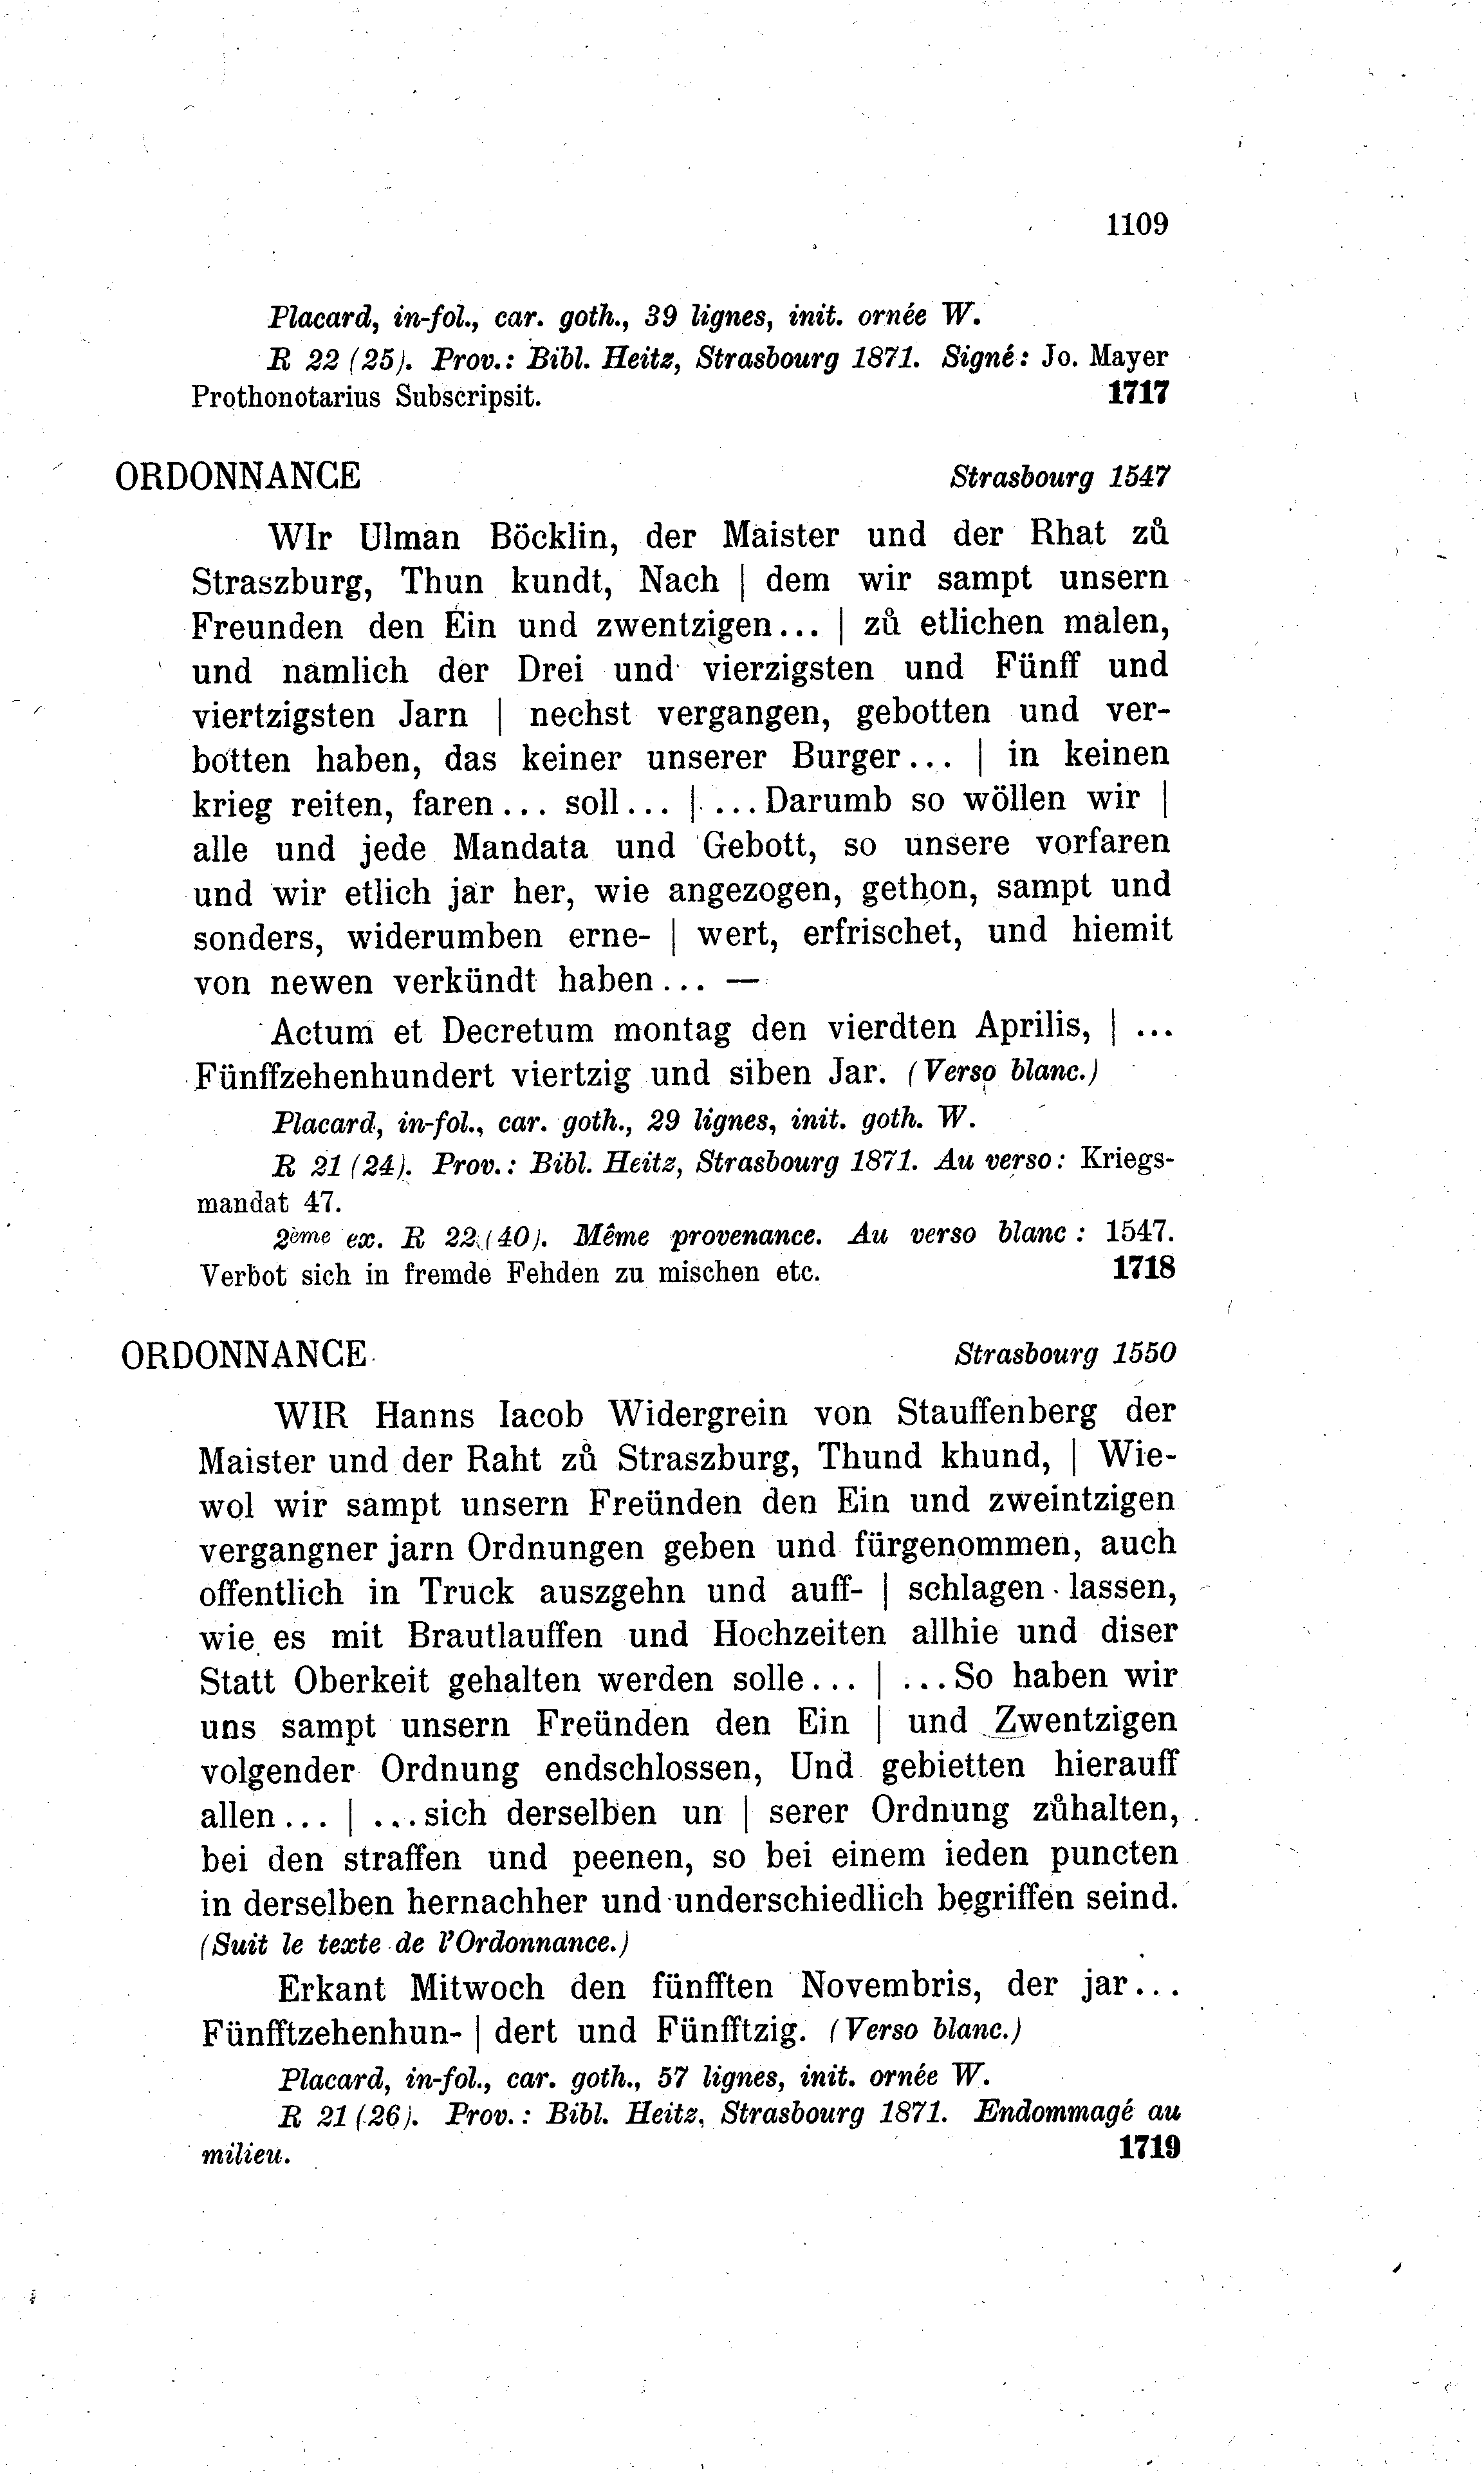 1109
Placard, in-fol., car. goth., 39 lignes, init. ornée W.
R 22 (25). Prov.: Bibl. Heitz, Strasbourg 1871. Signé: Jo. Mayer
Prothonotarius Subscripsit. 1717
ORDONNANCE Strasbourg 1547
WIr Ulman Böcklin, der Maister und der Rhat zů
Straszburg, Thun kundt, Nach | dem wir sampt unsern
Freunden den Ein und zwentzigen... | zů etlichen malen,
und namlich der Drei und vierzigsten und Fünff und
viertzigsten Jarn | nechst vergangen, gebotten und ver-
botten haben, das keiner unserer Burger... | in keinen
krieg reiten, faren... soll... | ...Darumb so wöllen wir |
alle und jede Mandata und Gebott, so unsere vorfaren
und wir etlich jar her, wie angezogen, gethon, sampt und
sonders, widerumben erne- | wert, erfrischet, und hiemit
von newen verkündt haben... —
Actum et Decretum montag den vierdten Aprilis, | ...
Fünffzehenhundert viertzig und siben Jar. (Verso blanc.)
Placard, in-fol., car. goth., 29 lignes, init. goth. W.
R 21 (24). Prov.: Bibl. Heitz, Strasbourg 1871. Au verso: Kriegs-
mandat 47.
2ème ex. R 22 (40). Même provenance. Au verso blanc: 1547.
Verbot sich in fremde Fehden zu mischen etc. 1718
ORDONNANCE Strasbourg 1550
WIR Hanns Iacob Widergrein von Stauffenberg der
Maister und der Raht zů Straszburg, Thund khund, | Wie-
wol wir sampt unsern Freünden den Ein und zweintzigen
vergangner jarn Ordnungen geben und fürgenommen, auch
offentlich in Truck auszgehn und auff- | schlagen lassen,
wie es mit Brautlauffen und Hochzeiten allhie und diser
Statt Oberkeit gehalten werden solle... | ...So haben wir
uns sampt unsern Freünden den Ein | und Zwentzigen
volgender Ordnung endschlossen, Und gebietten hierauff
allen... | ...sich derselben un | serer Ordnung zůhalten,
bei den straffen und peenen, so bei einem ieden puncten
in derselben hernachher und underschiedlich begriffen seind.
(Suit le texte de l'Ordonnance.)
Erkant Mitwoch den fünfften Novembris, der jar...
Fünfftzehenhun- | dert und Fünfftzig. (Verso blanc.)
Placard, in-fol., car. goth., 57 lignes, init. ornée W.
R 21 (26). Prov.: Bibl. Heitz, Strasbourg 1871. Endommagé au
milieu. 1719